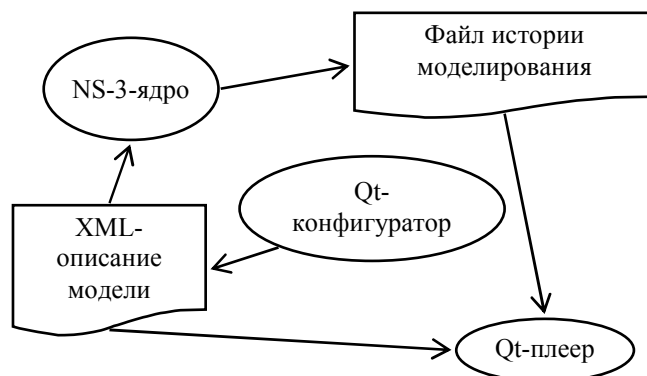 Файл истории
моделирования
NS-3-ядро
Qt-
конфигуратор
XML-
описание
модели
Qt-плеер